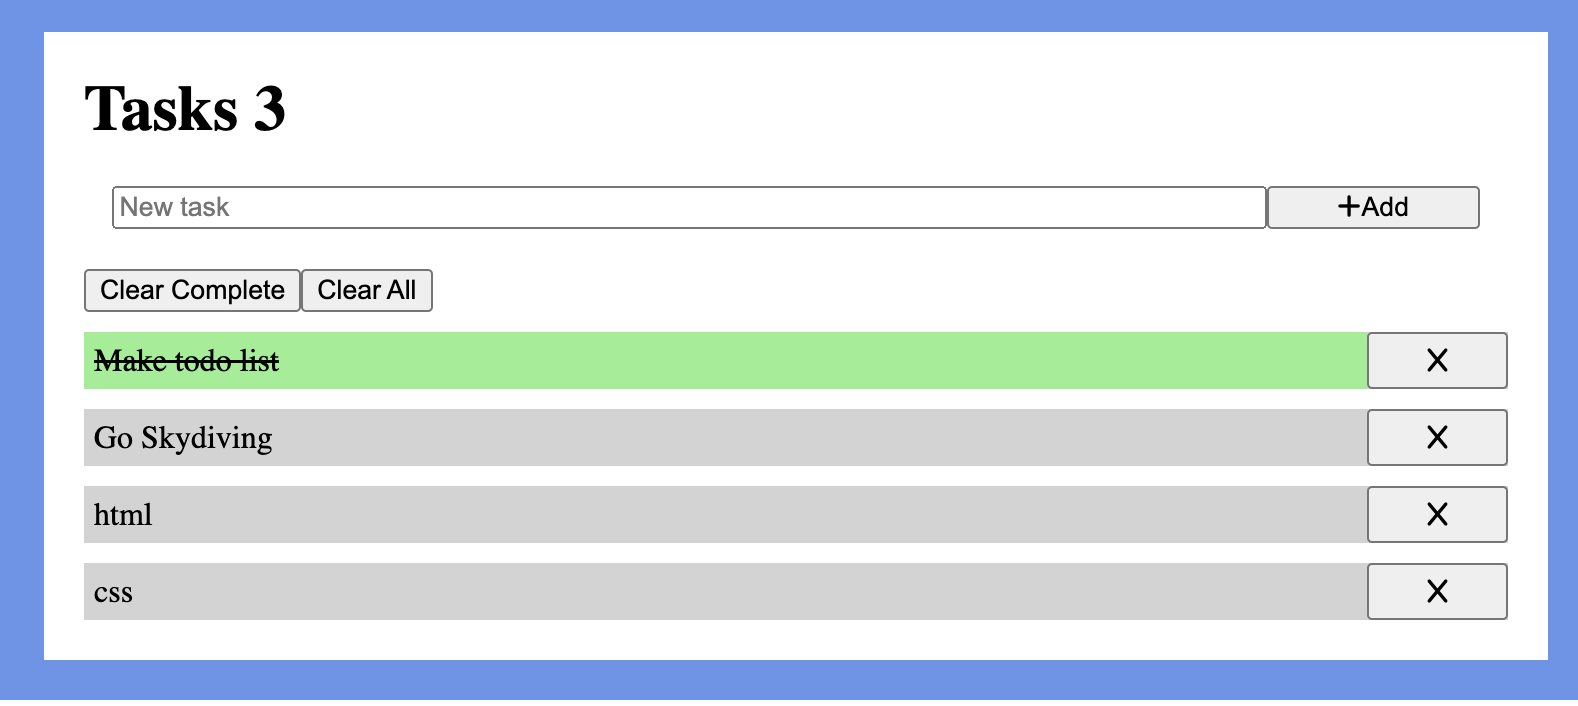 Tasks 3
New task +Add
Clear Complete Clear All
Make todo list X
Go Skydiving X
html X
css X